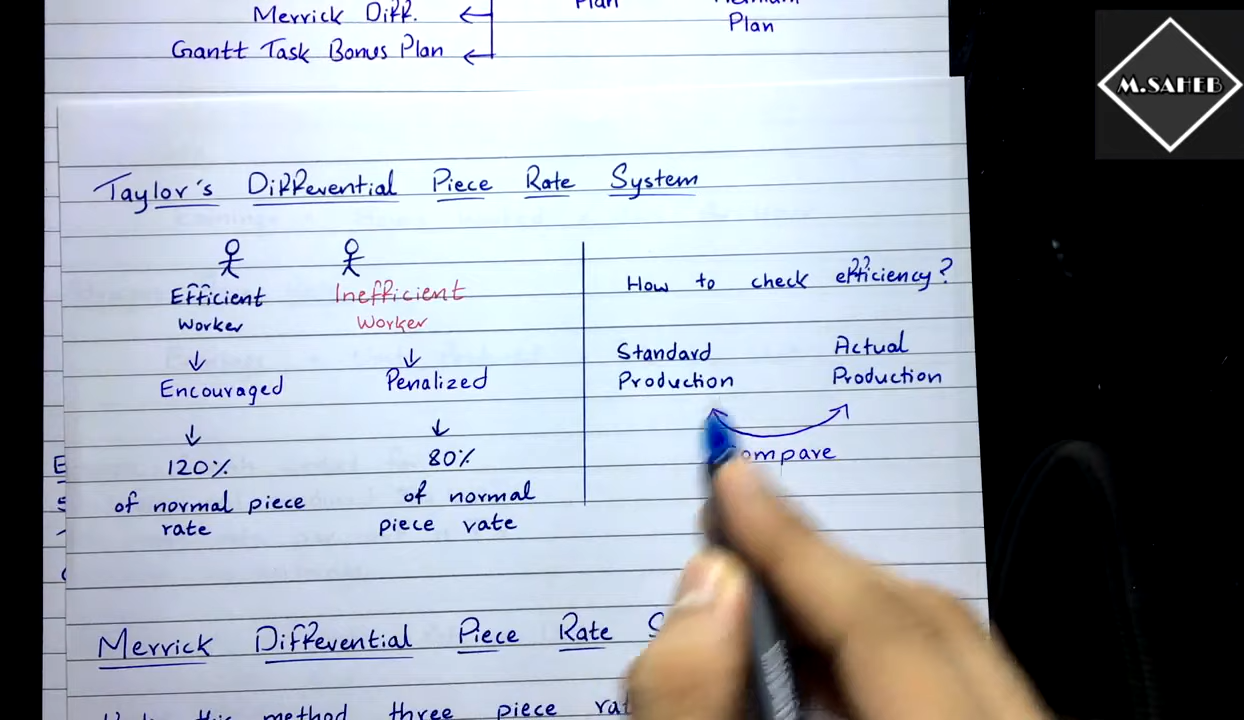 Merrick Diff.
Plan
Plan
Gantt Task Bonus Plan
M.SAHEB
Taylor's Differential Piece Rate System
Efficient
Worker
Inefficient
Worker
Encouraged
Penalized
120%
of normal piece
rate
80%
of normal
piece rate
How to check efficiency?
Standard
Production
Actual
Production
Compare
Merrick Differential Piece Rate
this method three piece